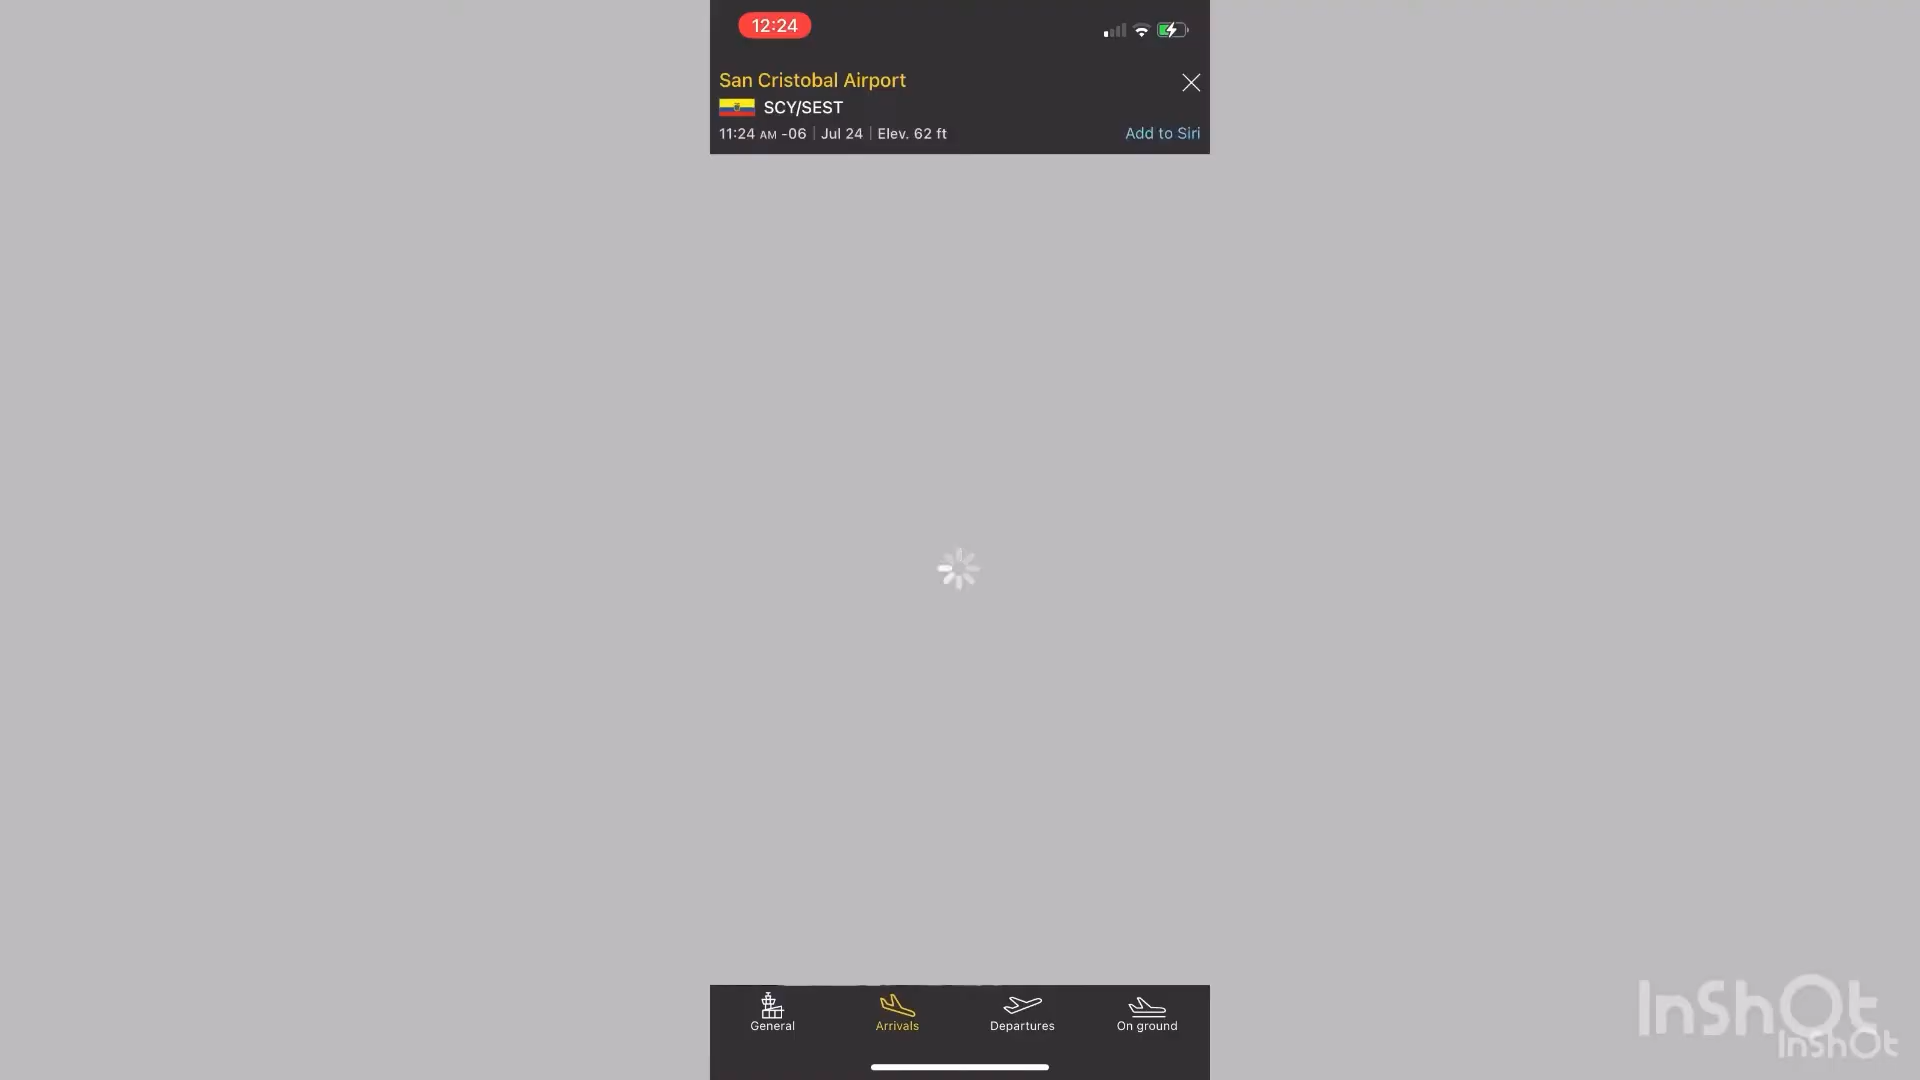 12:24
San Cristobal Airport
SCY/SEST
11:24 AM -06 | Jul 24 | Elev. 62 ft
Add to Siri
General
Arrivals
Departures
On ground
InShOt
InShOt